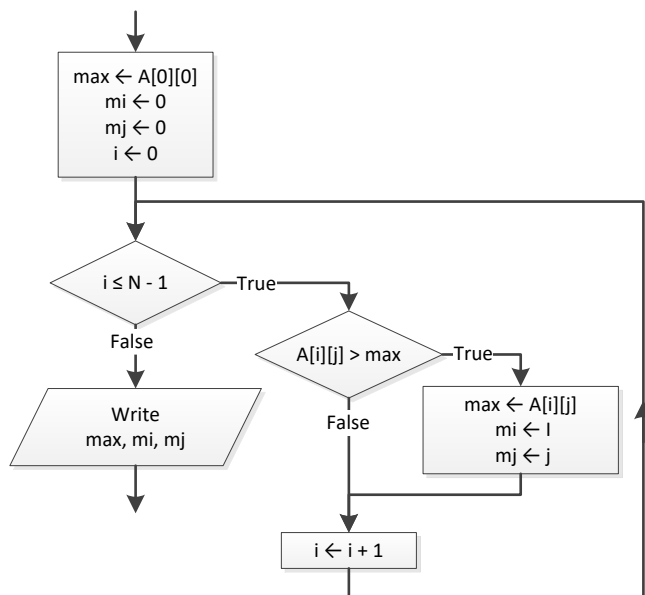 max ← A[0][0]
mi ← 0
mj ← 0
i ← 0
i ≤ N - 1
True
False
Write
max, mi, mj
A[i][j] > max
True
False
max ← A[i][j]
mi ← I
mj ← j
i ← i + 1